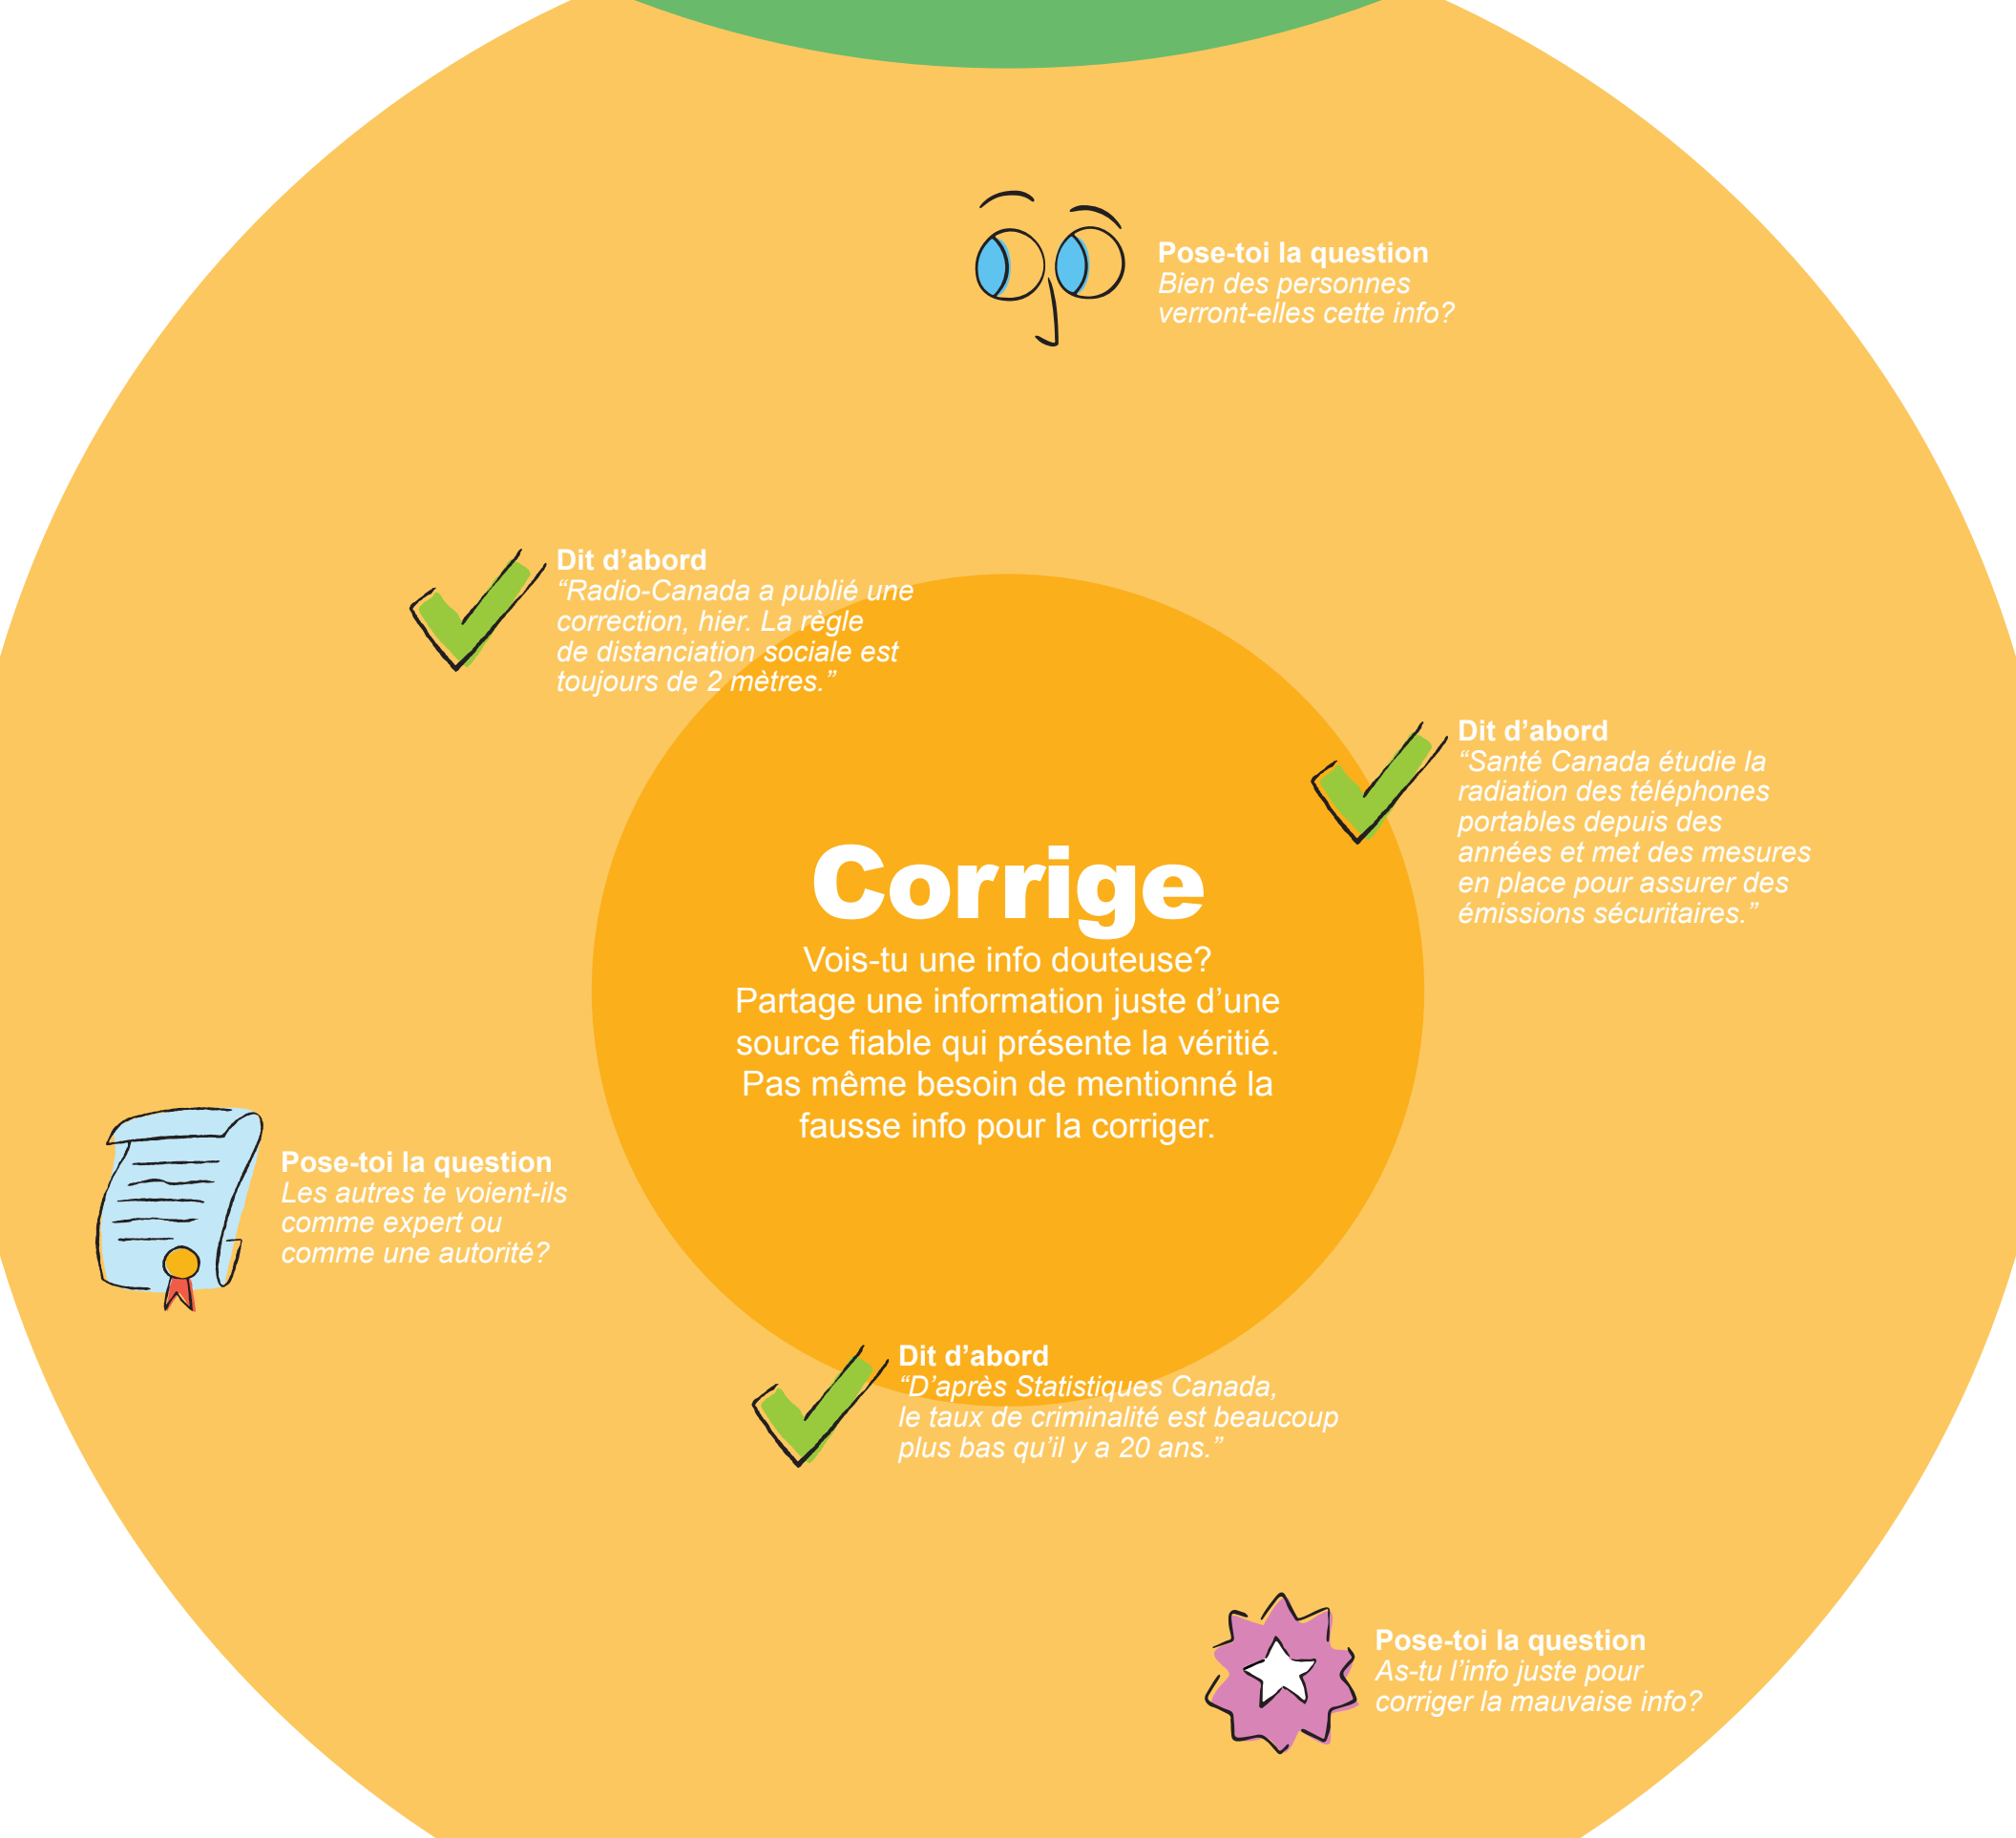 Pose-toi la question
Bien des personnes
verront-elles cette info?
Dit d’abord
“Radio-Canada a publié une
correction, hier. La règle
de distanciation sociale est
toujours de 2 mètres.”
Dit d’abord
“Santé Canada étudie la
radiation des téléphones
portables depuis des
années et met des mesures
en place pour assurer des
émissions sécuritaires.”
Corrige
Vois-tu une info douteuse?
Partage une information juste d’une
source fiable qui présente la véritié.
Pas même besoin de mentionné la
fausse info pour la corriger.
Pose-toi la question
Les autres te voient-ils
comme expert ou
comme une autorité?
Dit d’abord
“D’après Statistiques Canada,
le taux de criminalité est beaucoup
plus bas qu’il y a 20 ans.”
Pose-toi la question
As-tu l’info juste pour
corriger la mauvaise info?